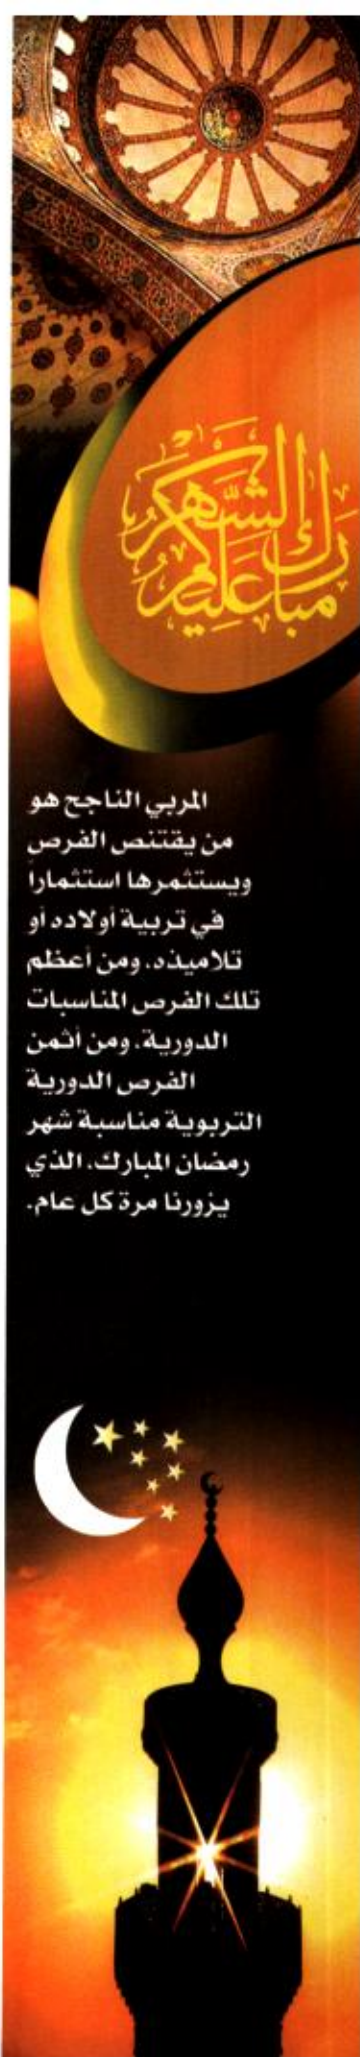 مبارك عليكم الشهر
المربي الناجح هو
من يقتنص الفرص
ويستثمرها استثماراً
في تربية أولاده أو
تلاميذه، ومن أعظم
تلك الفرص المناسبات
الدورية، ومن أثمن
الفرص الدورية
التربوية مناسبة شهر
رمضان المبارك، الذي
يزورنا مرة كل عام.